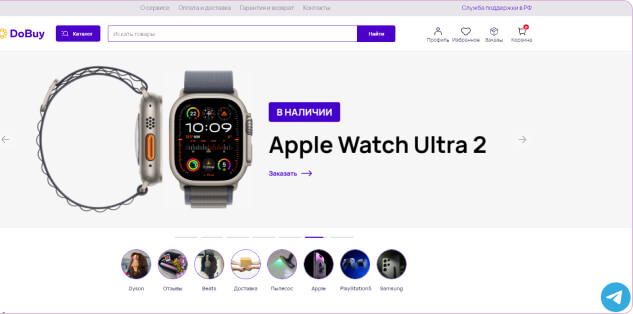 О сервисе Оплата и доставка Гарантия и возврат Контакты Служба поддержки в РФ
DoBuy Каталог Искать товары Найти
Профиль Избранное Заказы Корзина
В НАЛИЧИИ
10:09
Apple Watch Ultra 2
Заказать
Dyson Отзывы Beats Доставка Пылесос Apple PlayStation5 Samsung